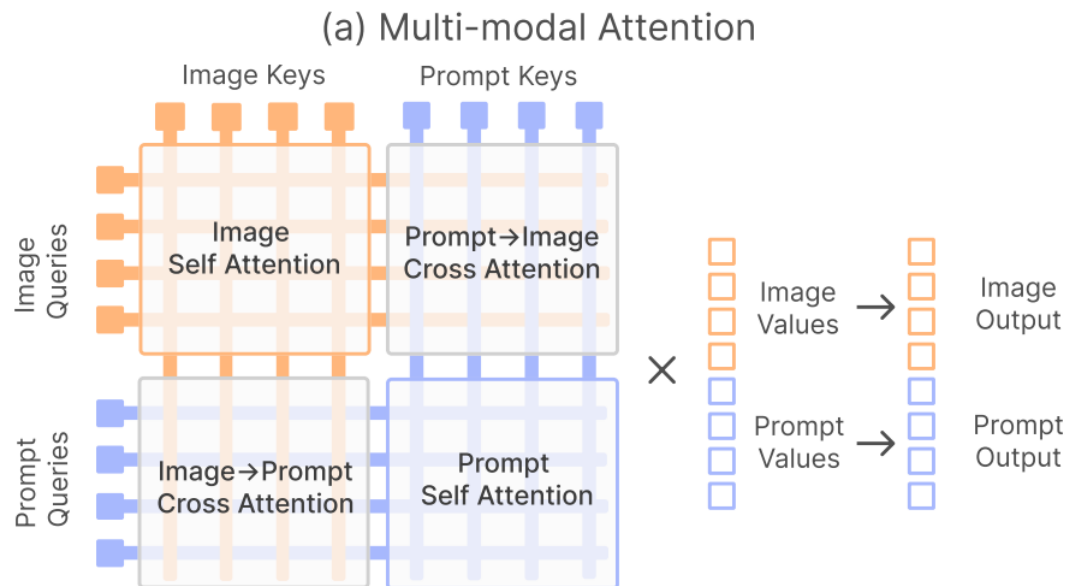 (a) Multi-modal Attention
Image Keys
Prompt Keys
Image
Queries
Image
Self Attention
Prompt→Image
Cross Attention
Prompt
Queries
Image→Prompt
Cross Attention
Prompt
Self Attention
×
Image
Values
→
Image
Output
Prompt
Values
→
Prompt
Output